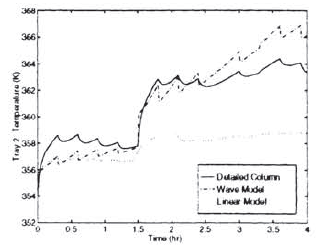 368
366
364
362
360
358
356
354
352
Tray 7 Temperature (K)
0 0.5 1 1.5 2 2.5 3 3.5 4
Time (hr)
Detailed Column
Wave Model
Linear Model